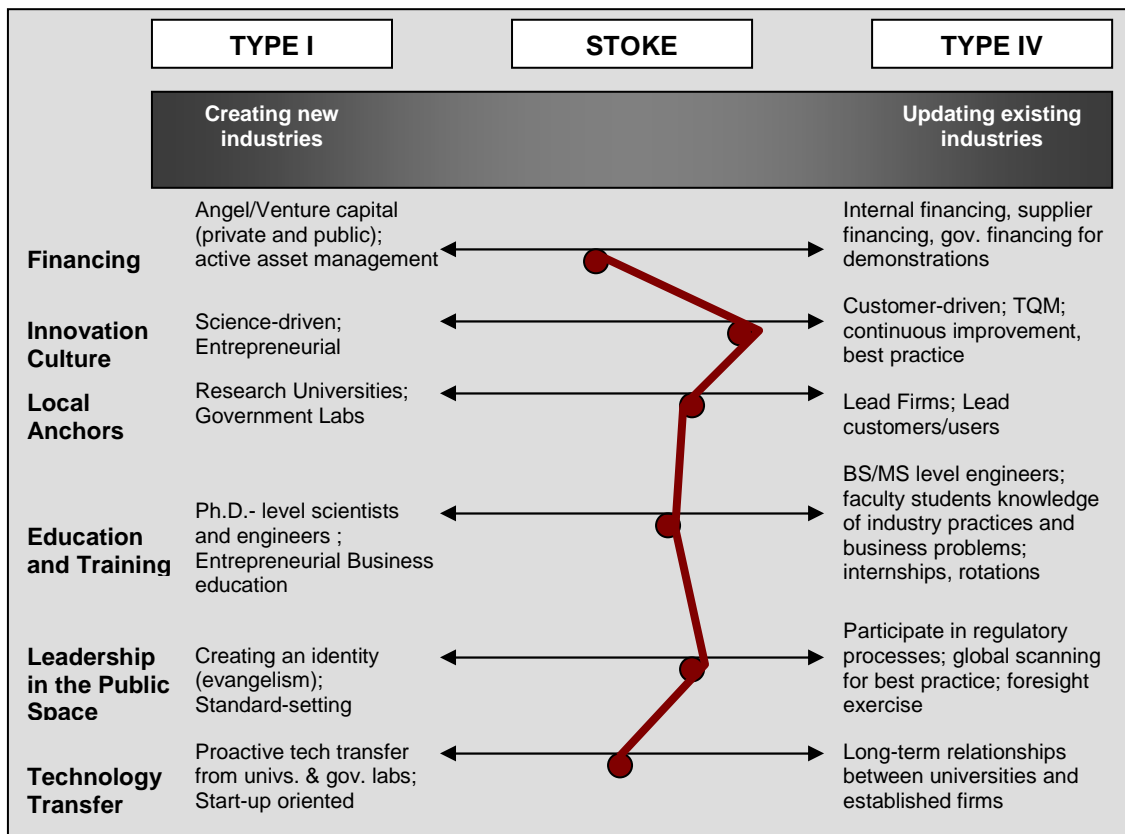 TYPE I
STOKE
TYPE IV
Creating new
industries
Updating existing
industries
Financing
Angel/Venture capital
(private and public);
active asset management
Internal financing, supplier
financing, gov. financing for
demonstrations
Innovation
Culture
Science-driven;
Entrepreneurial
Customer-driven; TQM;
continuous improvement,
best practice
Local
Anchors
Research Universities;
Government Labs
Lead Firms; Lead
customers/users
Education
and Training
Ph.D.- level scientists
and engineers ;
Entrepreneurial Business
education
BS/MS level engineers;
faculty students knowledge
of industry practices and
business problems;
internships, rotations
Leadership
in the Public
Space
Creating an identity
(evangelism);
Standard-setting
Participate in regulatory
processes; global scanning
for best practice; foresight
exercise
Technology
Transfer
Proactive tech transfer
from univs. & gov. labs;
Start-up oriented
Long-term relationships
between universities and
established firms